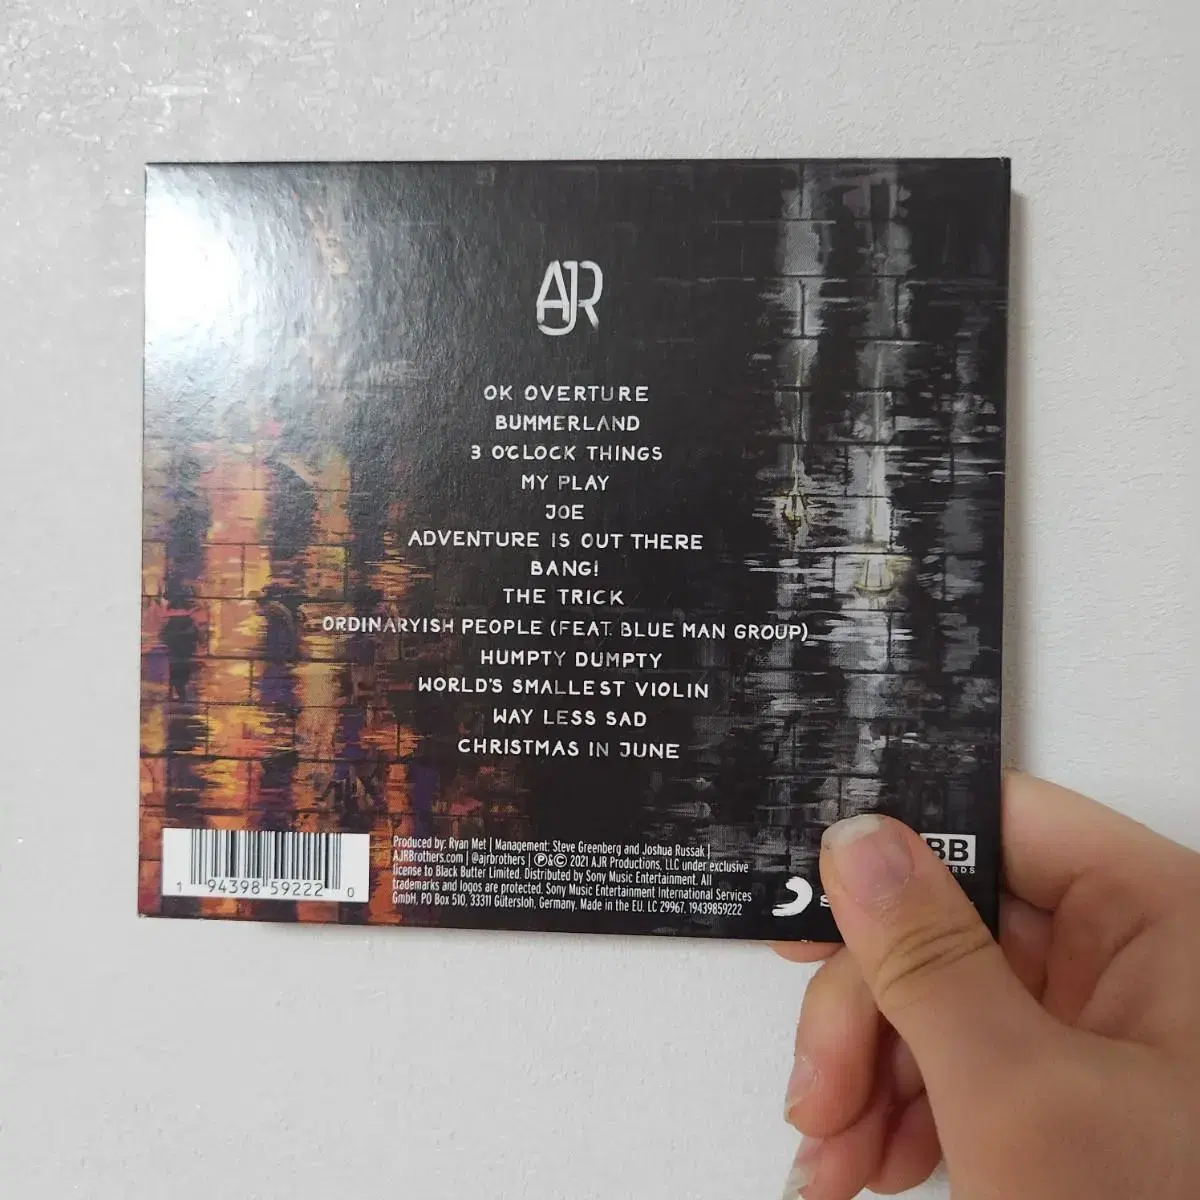 AJR
OK OVERTURE
BUMMERLAND
3 O'CLOCK THINGS
MY PLAY
JOE
ADVENTURE IS OUT THERE
BANG!
THE TRICK
ORDINARYISH PEOPLE (FEAT. BLUE MAN GROUP)
HUMPTY DUMPTY
WORLD'S SMALLEST VIOLIN
WAY LESS SAD
CHRISTMAS IN JUNE
1 94398 59222 0
Produced by: Ryan Met | Management: Steve Greenberg and Joshua Russak |
AJRBrothers.com | @ajrbrothers | ℗&© 2021 AJR Productions, LLC under exclusive
license to Black Butter Limited. Distributed by Sony Music Entertainment. All
trademarks and logos are protected. Sony Music Entertainment International Services
GmbH, PO Box 510, 33311 Gütersloh, Germany. Made in the EU. LC 29967. 19439859222
BB